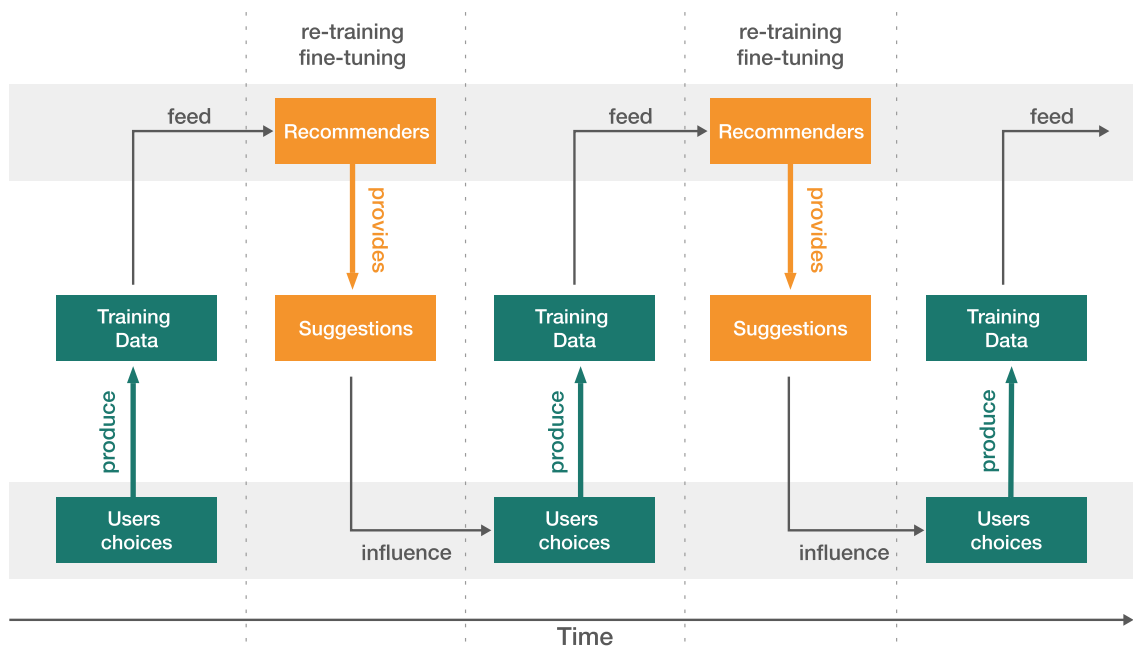 re-training
fine-tuning
re-training
fine-tuning
feed
Recommenders
feed
Recommenders
feed
provides
provides
Training
Data
Suggestions
Training
Data
Suggestions
Training
Data
produce
produce
produce
Users
choices
influence
Users
choices
influence
Users
choices
Time